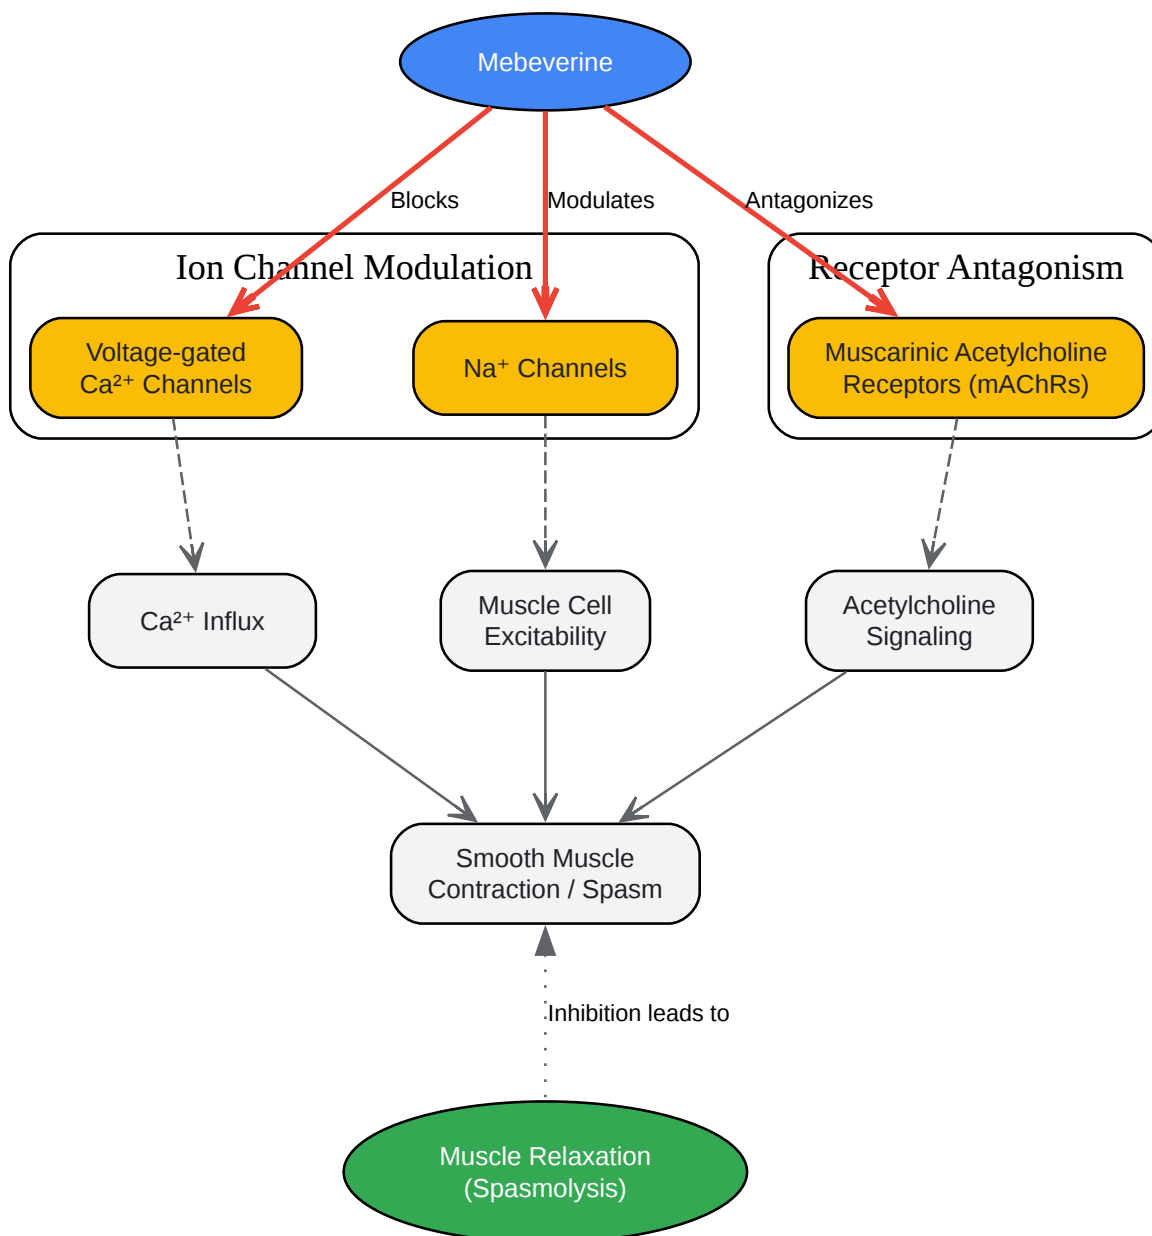 Mebeverine
Blocks
Modulates
Antagonizes
Ion Channel Modulation
Receptor Antagonism
Voltage-gated
Ca²⁺ Channels
Na⁺ Channels
Muscarinic Acetylcholine
Receptors (mAChRs)
Ca²⁺ Influx
Muscle Cell
Excitability
Acetylcholine
Signaling
Smooth Muscle
Contraction / Spasm
Inhibition leads to
Muscle Relaxation
(Spasmolysis)